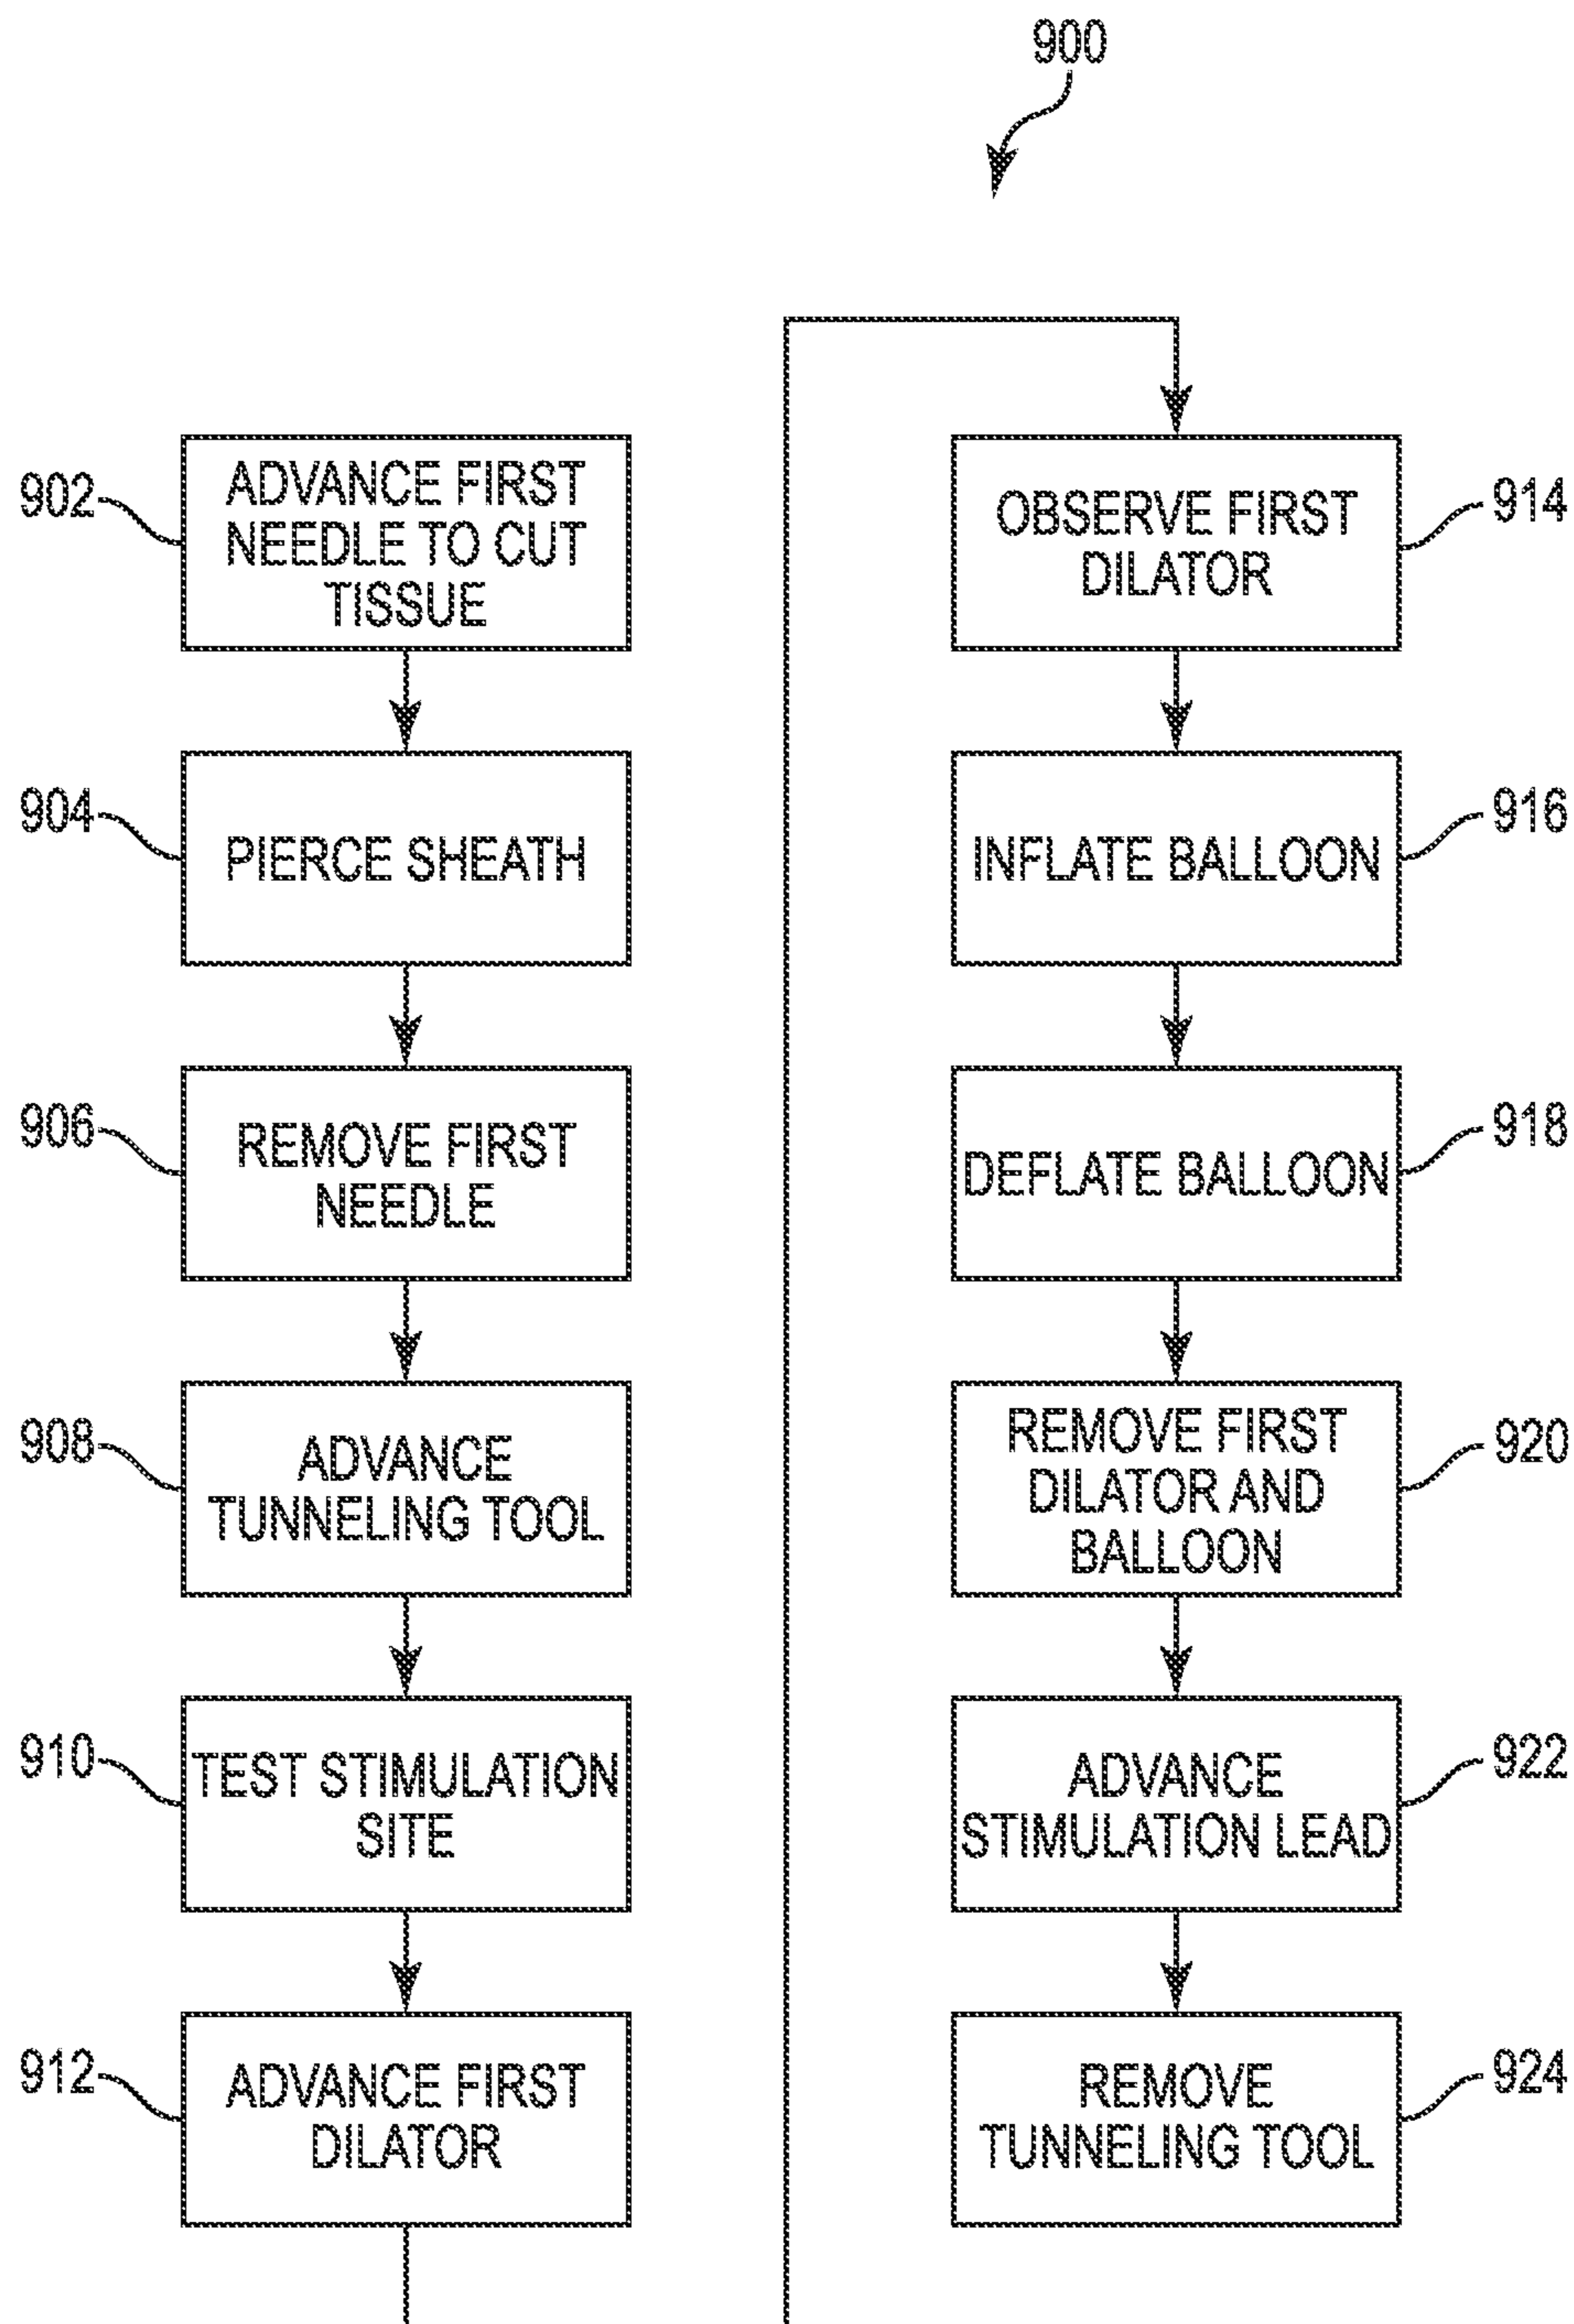 900
902
ADVANCE FIRST
NEEDLE TO CUT
TISSUE
904
PIERCE SHEATH
906
REMOVE FIRST
NEEDLE
908
ADVANCE
TUNNELING TOOL
910
TEST STIMULATION
SITE
912
ADVANCE FIRST
DILATOR
914
OBSERVE FIRST
DILATOR
916
INFLATE BALLOON
918
DEFLATE BALLOON
920
REMOVE FIRST
DILATOR AND
BALLOON
922
ADVANCE
STIMULATION LEAD
924
REMOVE
TUNNELING TOOL